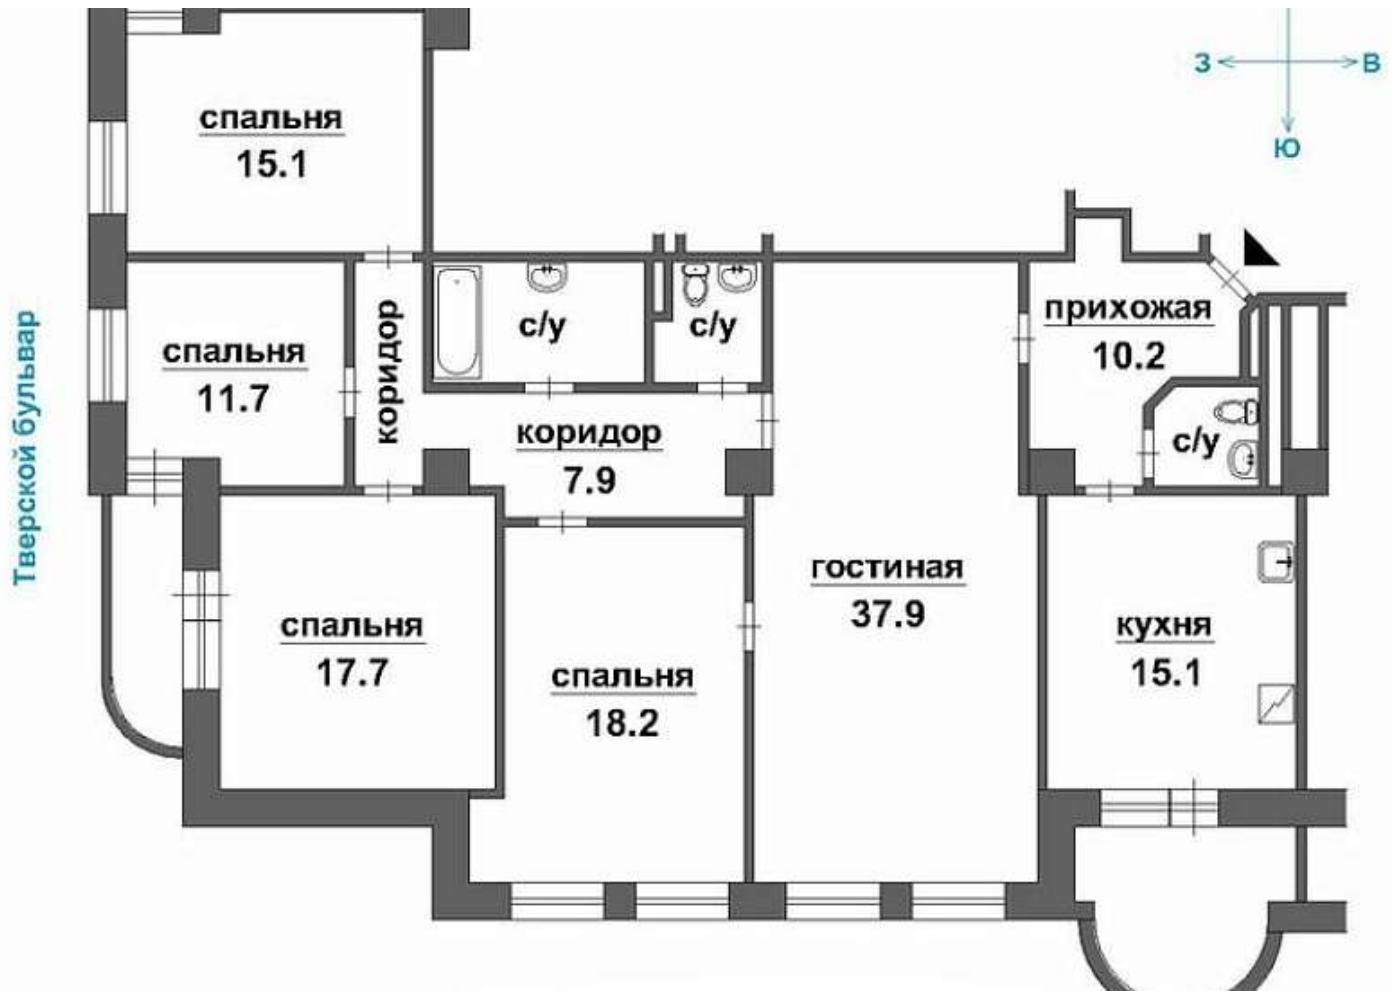 З
В
Ю
спальня
15.1
прихожая
10.2
с/у
с/у
спальня
11.7
коридор
коридор
7.9
с/у
Тверской бульвар
гостиная
37.9
спальня
17.7
кухня
15.1
спальня
18.2